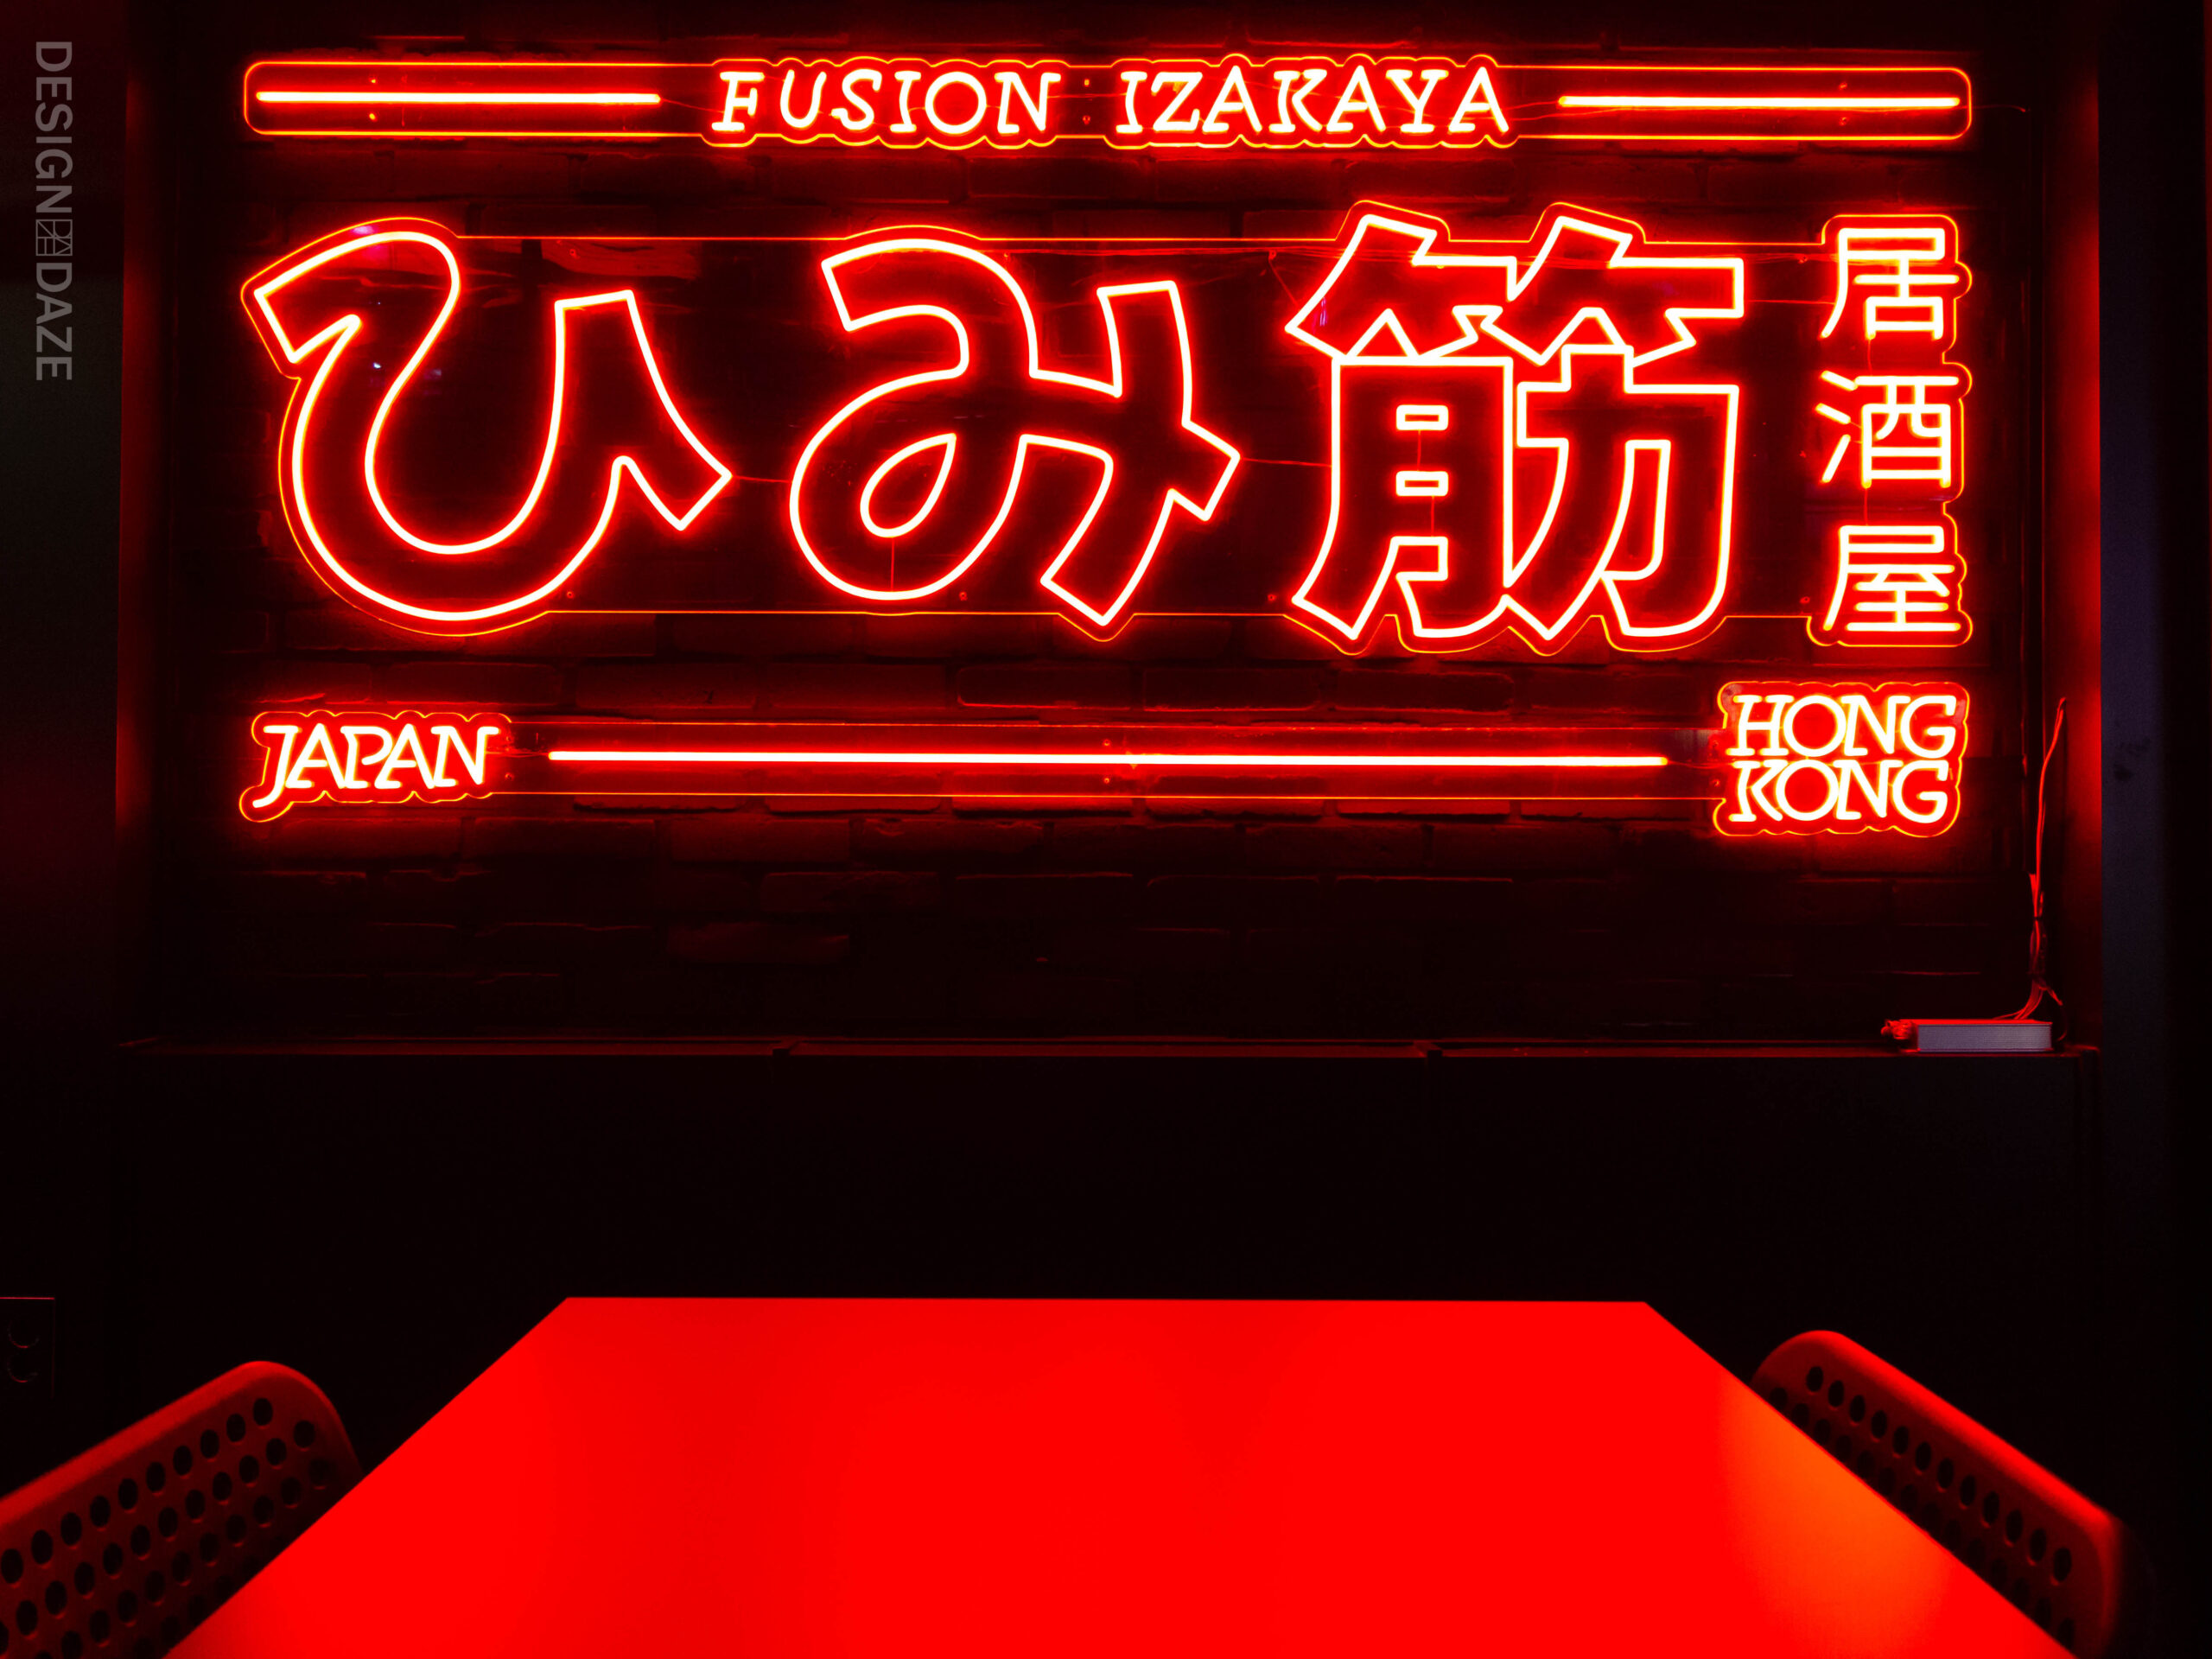 FUSION IZAKAYA
ひみ筋
居酒屋
JAPAN
HONG
KONG
DESIGN DAZE